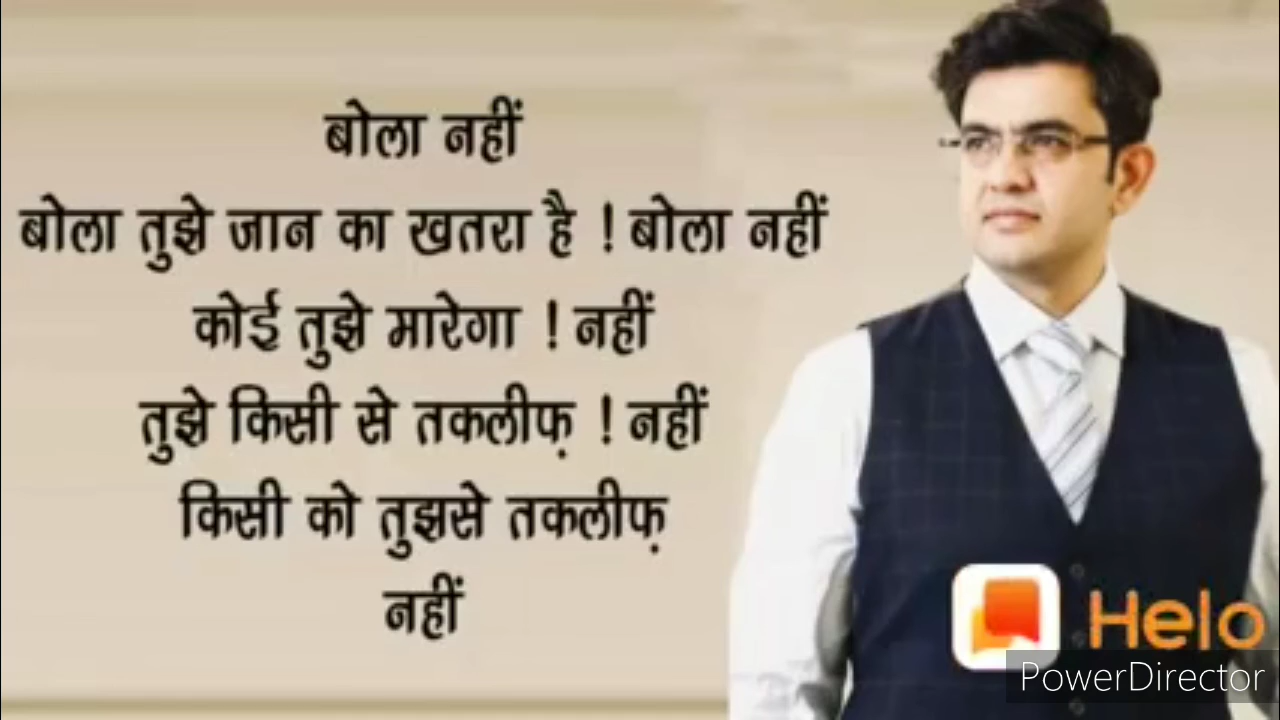 बोला नहीं
बोला तुझे जान का खतरा है ! बोला नहीं
कोई तुझे मारेगा ! नहीं
तुझे किसी से तकलीफ़ ! नहीं
किसी को तुझसे तकलीफ़
नहीं
Helo
PowerDirector